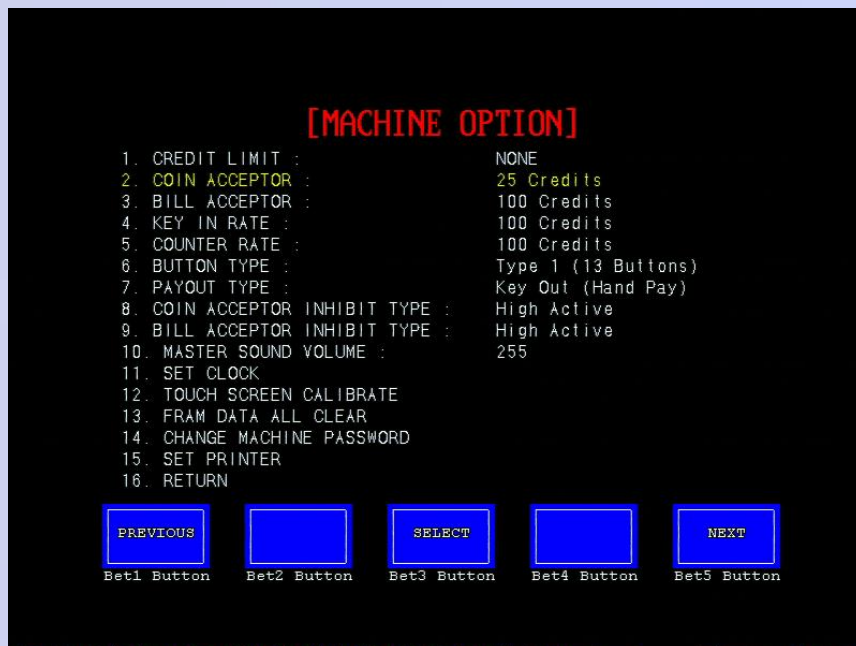 [MACHINE OPTION]
1. CREDIT LIMIT : NONE
2. COIN ACCEPTOR : 25 Credits
3. BILL ACCEPTOR : 100 Credits
4. KEY IN RATE : 100 Credits
5. COUNTER RATE : 100 Credits
6. BUTTON TYPE : Type 1 (13 Buttons)
7. PAYOUT TYPE : Key Out (Hand Pay)
8. COIN ACCEPTOR INHIBIT TYPE : High Active
9. BILL ACCEPTOR INHIBIT TYPE : High Active
10. MASTER SOUND VOLUME : 255
11. SET CLOCK
12. TOUCH SCREEN CALIBRATE
13. FRAM DATA ALL CLEAR
14. CHANGE MACHINE PASSWORD
15. SET PRINTER
16. RETURN
PREVIOUS SELECT NEXT
Bet1 Button Bet2 Button Bet3 Button Bet4 Button Bet5 Button